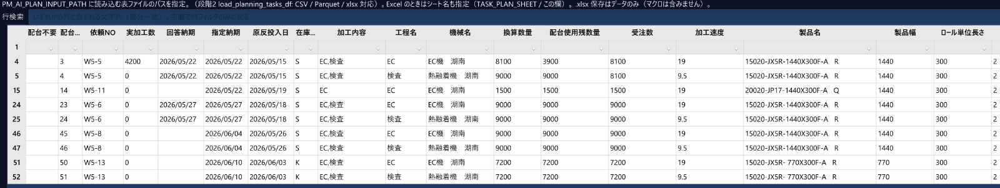 PM_AI_PLAN_INPUT_PATH に読み込む表ファイルのパスを指定。（段階2 load_planning_tasks_df: CSV / Parquet / xlsx 対応）。Excel のときはシート名も指定（TASK_PLAN_SHEET / この欄）。.xlsx 保存はデータのみ（マクロは含みません）。
行検索 いずれかの列に含まれる文字列（部分一致）。空欄で列フィルタのみに戻る
配台不要 配台... 依頼NO 実加工数 回答納期 指定納期 原反投入日 在庫... 加工内容 工程名 機械名 換算数量 配台使用残数量 受注数 加工速度 製品名 製品幅 ロール単位長さ
1
4 3 W5-5 4200 2026/05/22 2026/05/22 2026/05/15 S EC,検査 EC EC機　湖南 8100 3900 8100 19 15020-JX5R-1440X300F-A R 1440 300 2
5 4 W5-5 0 2026/05/22 2026/05/22 2026/05/15 S EC,検査 検査 熱融着機　湖南 9000 9000 8100 9.5 15020-JX5R-1440X300F-A R 1440 300 2
15 14 W5-11 0 2026/05/22 2026/05/19 S EC EC EC機　湖南 1500 1500 1500 19 20020-JP17-1440X300F-A Q 1440 300 2
24 23 W5-6 0 2026/05/27 2026/05/27 2026/05/18 S EC,検査 EC EC機　湖南 9000 9000 9000 19 15020-JX5R-1440X300F-A R 1440 300 2
25 24 W5-6 0 2026/05/27 2026/05/27 2026/05/18 S EC,検査 検査 熱融着機　湖南 9000 9000 9000 9.5 15020-JX5R-1440X300F-A R 1440 300 2
46 45 W5-8 0 2026/06/04 2026/05/26 S EC,検査 EC EC機　湖南 9000 9000 9000 19 15020-JX5R-1440X300F-A R 1440 300 2
47 46 W5-8 0 2026/06/04 2026/05/26 S EC,検査 検査 熱融着機　湖南 9000 9000 9000 9.5 15020-JX5R-1440X300F-A R 1440 300 2
51 50 W5-13 0 2026/06/10 2026/06/03 K EC,検査 EC EC機　湖南 7200 7200 7200 19 15020-JX5R- 770X300F-A R 770 300 2
52 51 W5-13 0 2026/06/10 2026/06/03 K EC,検査 検査 熱融着機　湖南 7200 7200 7200 9.5 15020-JX5R- 770X300F-A R 770 300 2